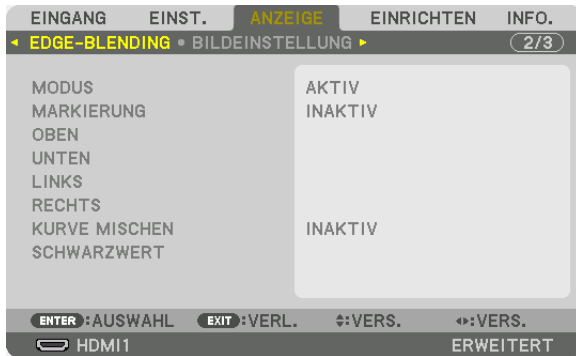 EINGANG EINST. ANZEIGE EINRICHTEN INFO.
◂ EDGE-BLENDING • BILDEINSTELLUNG ▸ 2/3
MODUS AKTIV
MARKIERUNG INAKTIV
OBEN
UNTEN
LINKS
RECHTS
KURVE MISCHEN INAKTIV
SCHWARZWERT
ENTER :AUSWAHL EXIT :VERL. ♦:VERS. ◂▸:VERS.
HDMI1 ERWEITERT